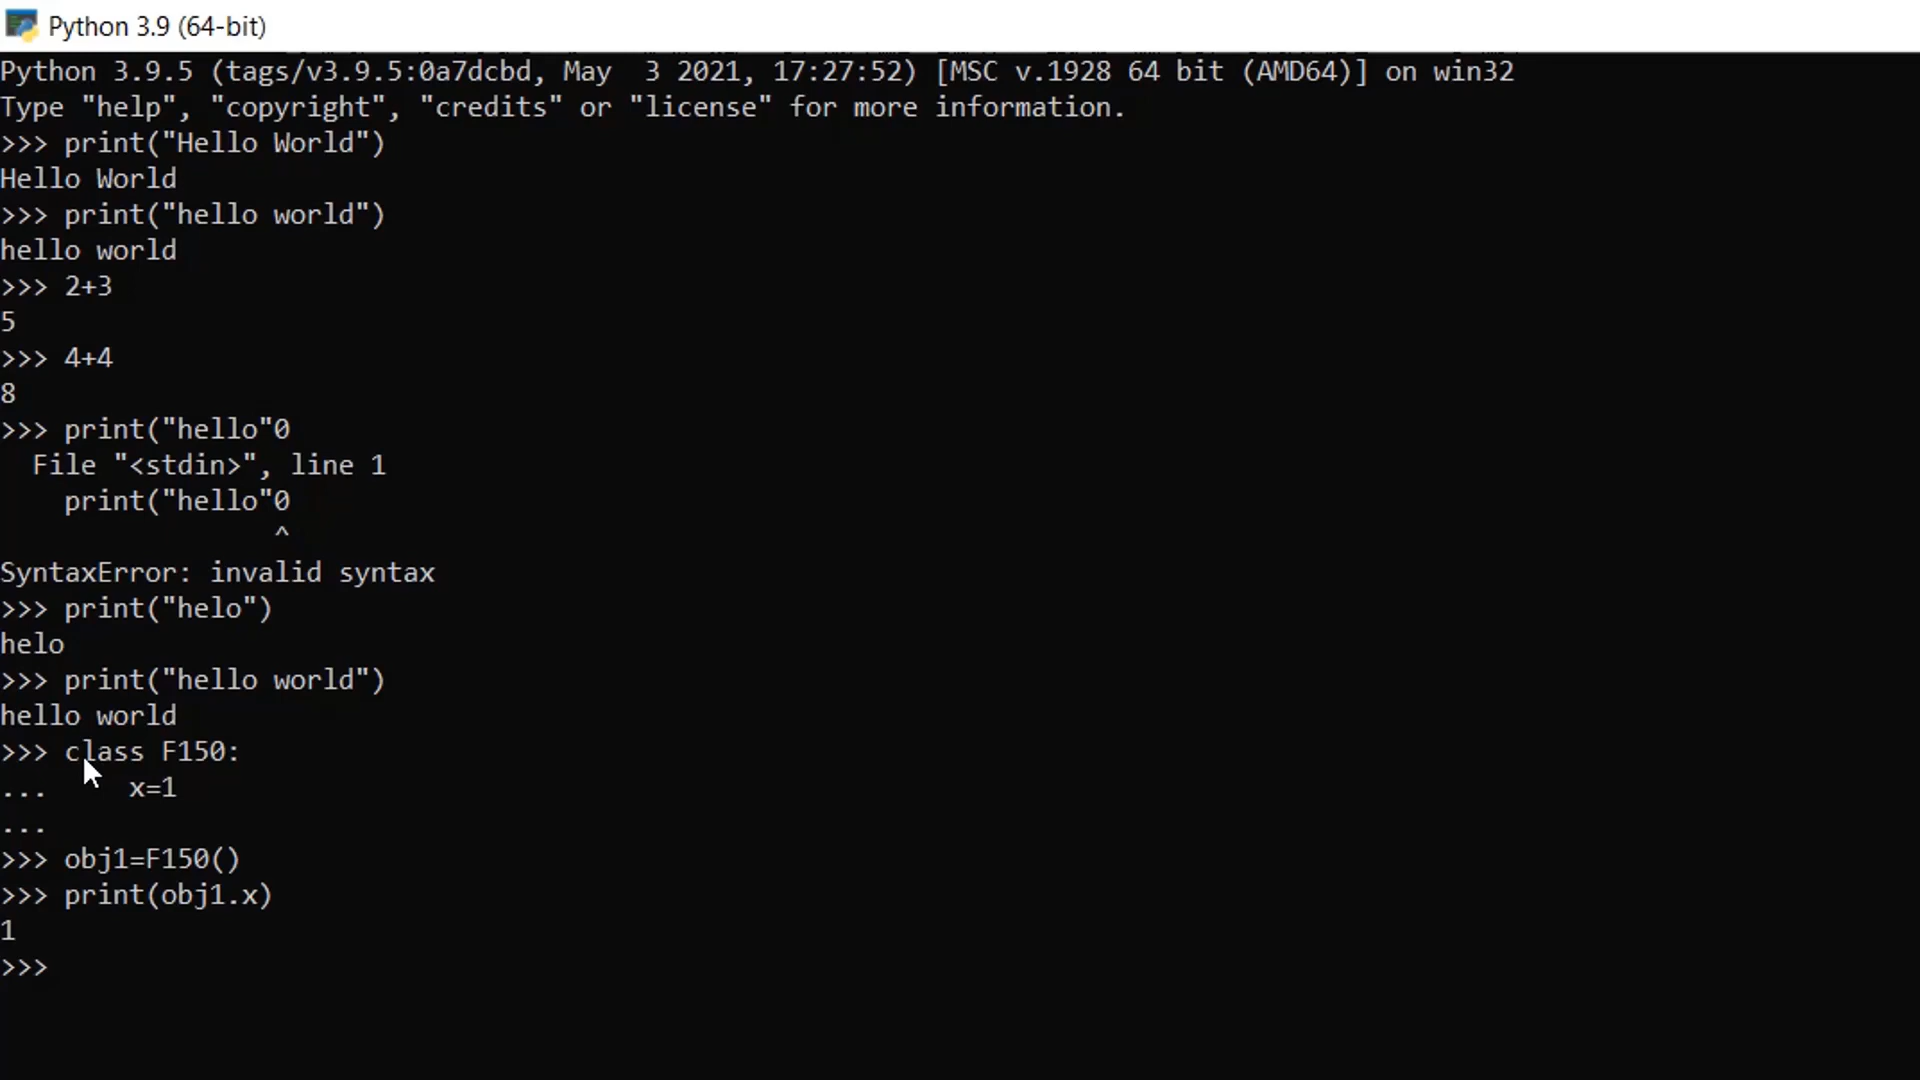 Python 3.9 (64-bit)
Python 3.9.5 (tags/v3.9.5:0a7dcbd, May  3 2021, 17:27:52) [MSC v.1928 64 bit (AMD64)] on win32
Type "help", "copyright", "credits" or "license" for more information.
>>> print("Hello World")
Hello World
>>> print("hello world")
hello world
>>> 2+3
5
>>> 4+4
8
>>> print("hello"0
  File "<stdin>", line 1
    print("hello"0
                 ^
SyntaxError: invalid syntax
>>> print("helo")
helo
>>> print("hello world")
hello world
>>> class F150:
...     x=1
...
>>> obj1=F150()
>>> print(obj1.x)
1
>>>